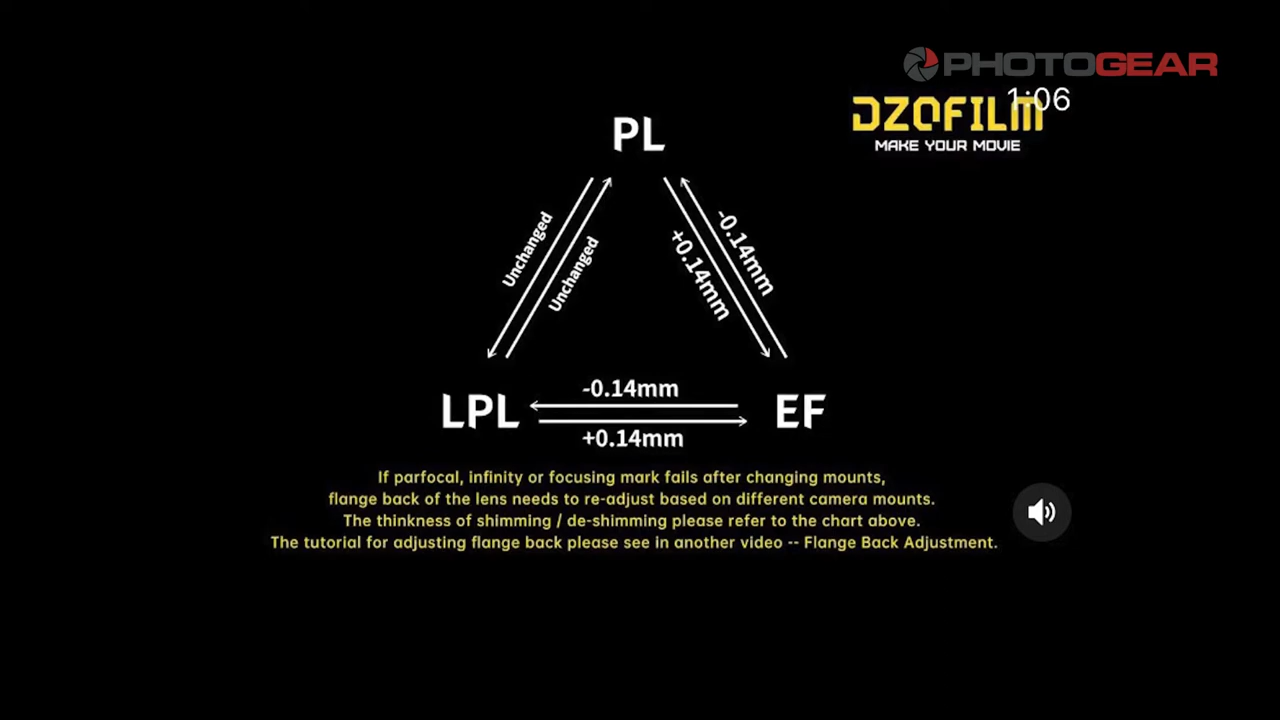 PHOTOGEAR
1:06
DZOFILM
MAKE YOUR MOVIE
PL
Unchanged
Unchanged
-0.14mm
+0.14mm
LPL
-0.14mm
+0.14mm
EF
If parfocal, infinity or focusing mark fails after changing mounts,
flange back of the lens needs to re-adjust based on different camera mounts.
The thinkness of shimming / de-shimming please refer to the chart above.
The tutorial for adjusting flange back please see in another video -- Flange Back Adjustment.